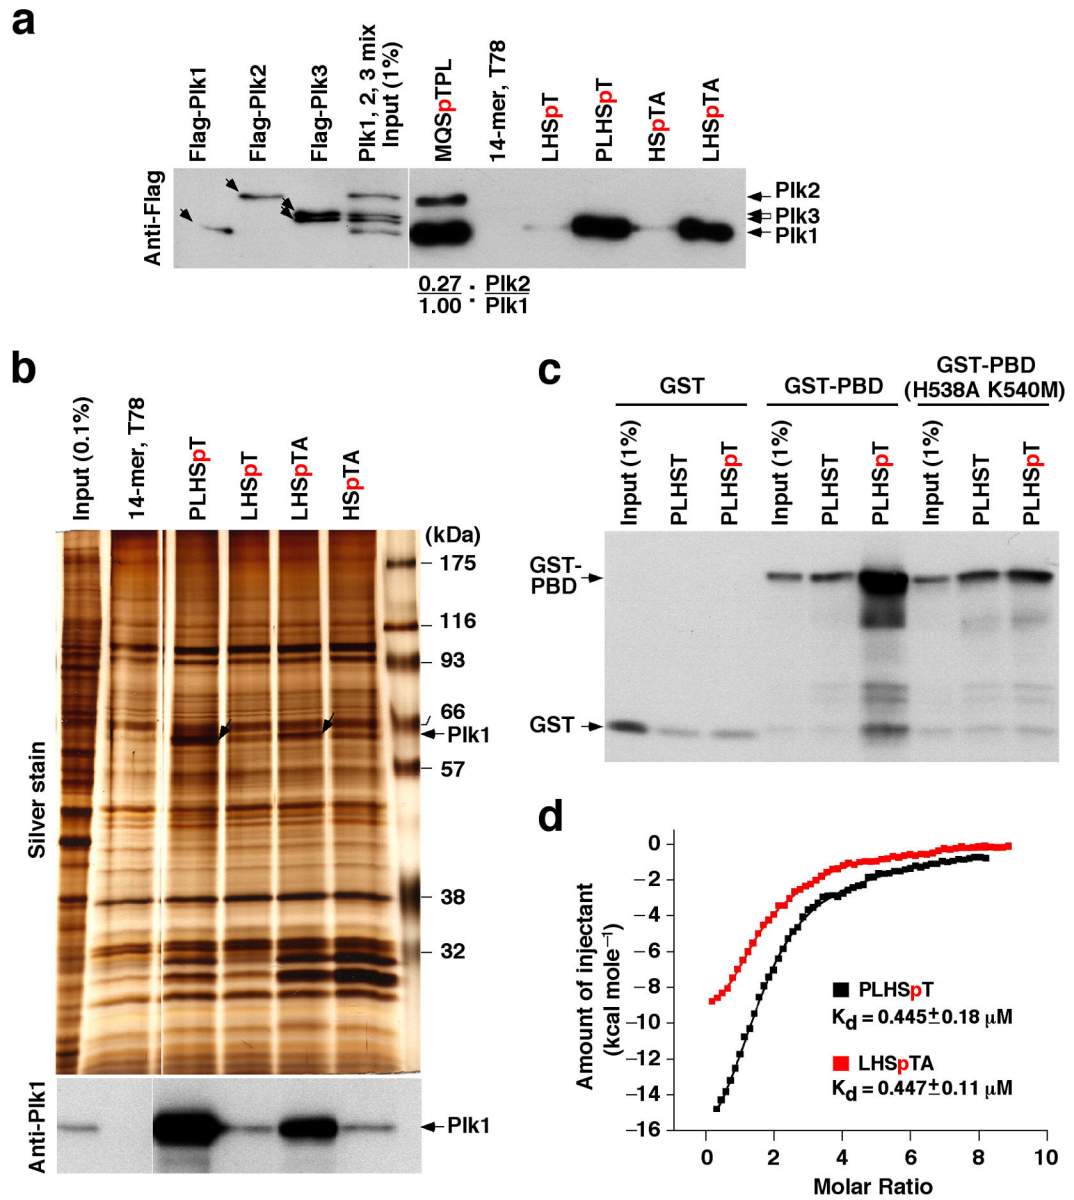 a
Flag-Plk1
Flag-Plk2
Flag-Plk3
Plk1, 2, 3 mix
Input (1%)
MQSpTPL
14-mer, T78
LHSpT
PLHSpT
HSpTA
LHSpTA
Anti-Flag
Plk2
Plk3
Plk1
0.27 : Plk2
1.00 : Plk1
b
Input (0.1%)
14-mer, T78
PLHSpT
LHSpT
LHSpTA
HSpTA
(kDa)
175
116
93
66
Plk1
57
38
32
Silver stain
Anti-Plk1
Plk1
c
GST
GST-PBD
GST-PBD
(H538A K540M)
Input (1%)
PLHST
PLHSpT
Input (1%)
PLHST
PLHSpT
Input (1%)
PLHST
PLHSpT
GST-
PBD
GST
d
Amount of injectant
(kcal mole⁻¹)
0
−2
−4
−6
−8
−10
−12
−14
−16
PLHSpT
Kd = 0.445±0.18 µM
LHSpTA
Kd = 0.447±0.11 µM
0 2 4 6 8 10
Molar Ratio